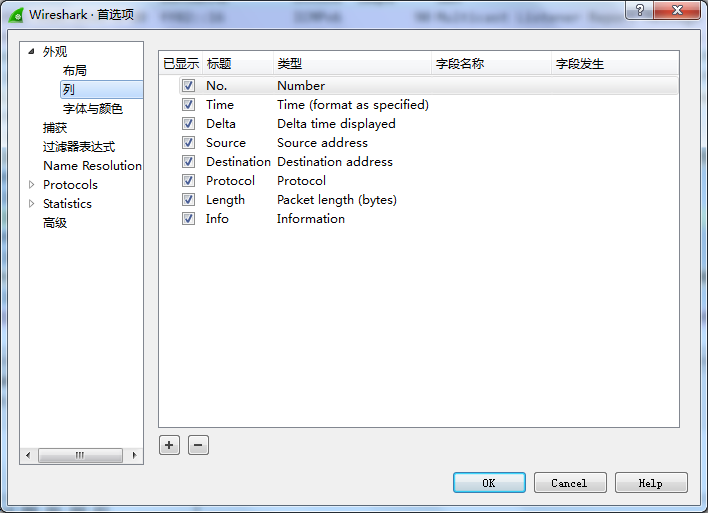 Wireshark · 首选项
外观
布局
列
字体与颜色
捕获
过滤器表达式
Name Resolution
Protocols
Statistics
高级
已显示 标题 类型 字段名称 字段发生
No. Number
Time Time (format as specified)
Delta Delta time displayed
Source Source address
Destination Destination address
Protocol Protocol
Length Packet length (bytes)
Info Information
OK Cancel Help